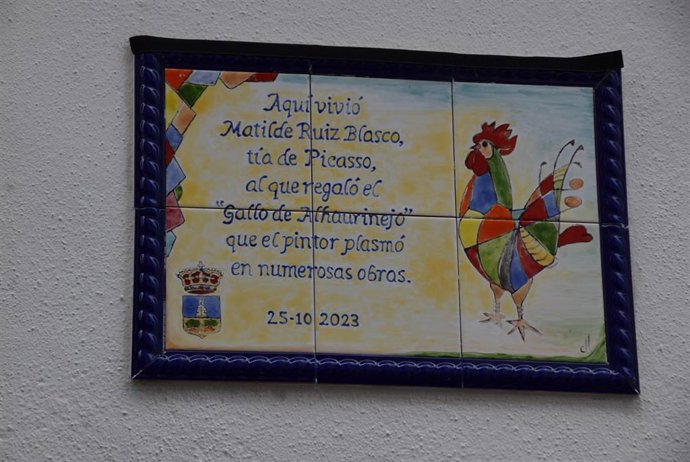 Aquí vivió
Matilde Ruiz Blasco,
tía de Picasso,
al que regaló el
"Gallo de Alhaurinejo"
que el pintor plasmó
en numerosas obras.
25-10 2023